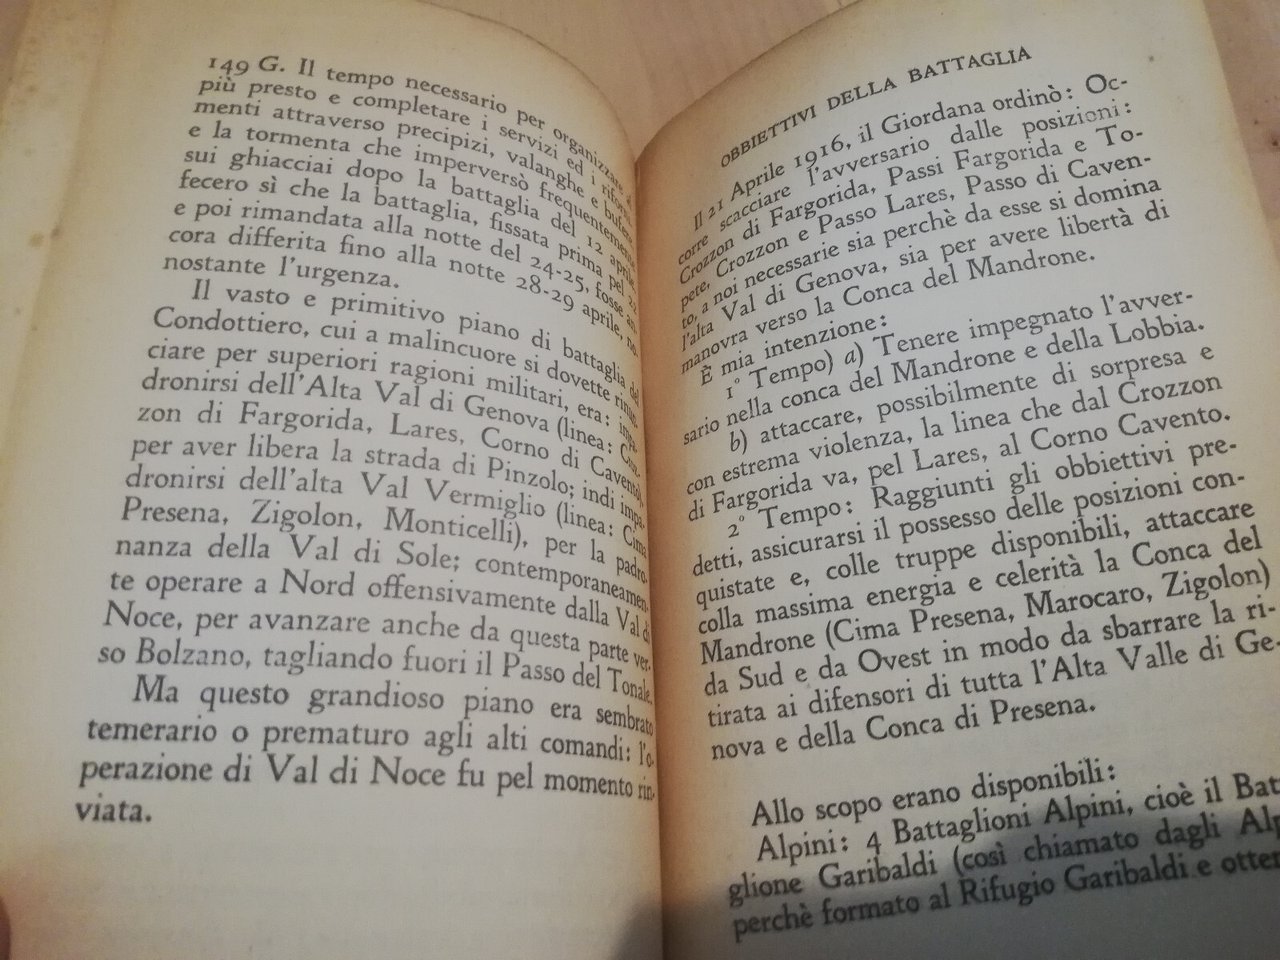 149 G. Il tempo necessario per organizzare al
più presto e completare i servizi ed i riforni-
menti attraverso precipizi, valanghe e bufere
e la tormenta che imperversò frequentemente
sui ghiacciai dopo la battaglia del 12 aprile,
fecero sì che la battaglia, fissata prima pel 22
e poi rimandata alla notte del 24-25, fosse an-
cora differita fino alla notte 28-29 aprile, no-
nostante l'urgenza.
Il vasto e primitivo piano di battaglia del
Condottiero, cui a malincuore si dovette rinun-
ciare per superiori ragioni militari, era: impa-
dronirsi dell'Alta Val di Genova (linea: Croz-
zon di Fargorida, Lares, Corno di Cavento),
per aver libera la strada di Pinzolo; indi impa-
dronirsi dell'alta Val Vermiglio (linea: Cima
Presena, Zigolon, Monticelli), per la padro-
nanza della Val di Sole; contemporaneamen-
te operare a Nord offensivamente dalla Val di
Noce, per avanzare anche da questa parte ver-
so Bolzano, tagliando fuori il Passo del Tonale.
Ma questo grandioso piano era sembrato
temerario o prematuro agli alti comandi: l'o-
perazione di Val di Noce fu pel momento rin-
viata.
OBBIETTIVI DELLA BATTAGLIA
Il 21 Aprile 1916, il Giordana ordinò: Oc-
corre scacciare l'avversario dalle posizioni:
Crozzon di Fargorida, Passi Fargorida e To-
pete, Crozzon e Passo Lares, Passo di Caven-
to, a noi necessarie sia perchè da esse si domina
l'alta Val di Genova, sia per avere libertà di
manovra verso la Conca del Mandrone.
È mia intenzione:
1° Tempo) a) Tenere impegnato l'avver-
sario nella conca del Mandrone e della Lobbia.
b) attaccare, possibilmente di sorpresa e
con estrema violenza, la linea che dal Crozzon
di Fargorida va, pel Lares, al Corno Cavento.
2° Tempo: Raggiunti gli obbiettivi pre-
detti, assicurarsi il possesso delle posizioni con-
quistate e, colle truppe disponibili, attaccare
colla massima energia e celerità la Conca del
Mandrone (Cima Presena, Marocaro, Zigolon)
da Sud e da Ovest in modo da sbarrare la ri-
tirata ai difensori di tutta l'Alta Valle di Ge-
nova e della Conca di Presena.
Allo scopo erano disponibili:
Alpini: 4 Battaglioni Alpini, cioè il Bat
glione Garibaldi (così chiamato dagli Alp
perchè formato al Rifugio Garibaldi e otten